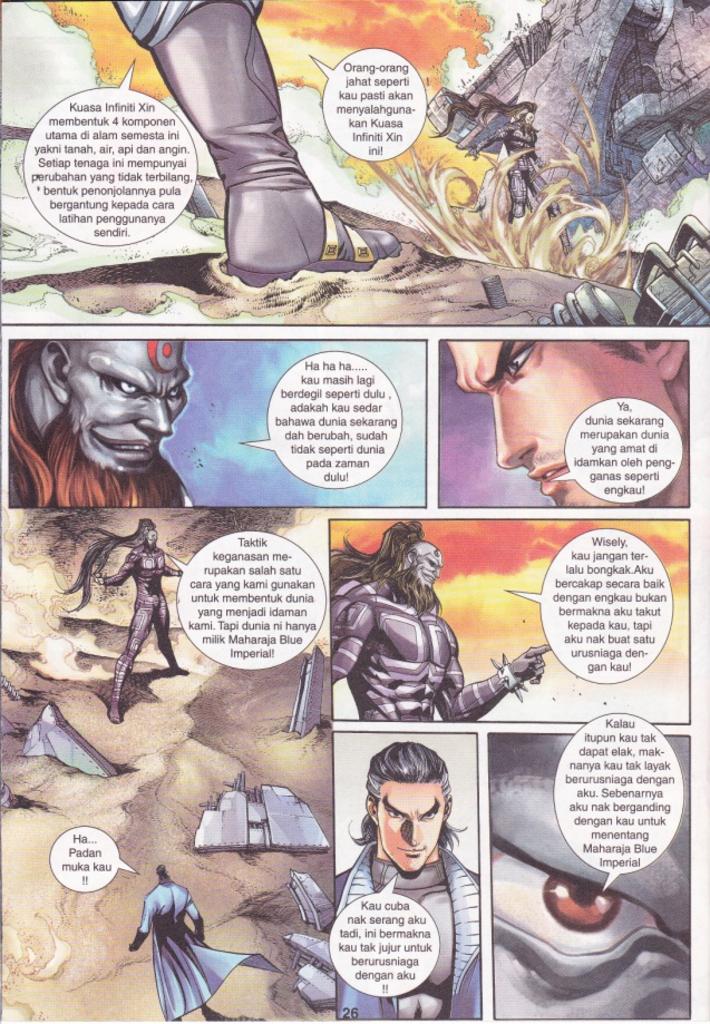 Kuasa Infiniti Xin
membentuk 4 komponen
utama di alam semesta ini
yakni tanah, air, api dan angin.
Setiap tenaga ini mempunyai
perubahan yang tidak terbilang,
bentuk penonjolannya pula
bergantung kepada cara
latihan penggunanya
sendiri.
Orang-orang
jahat seperti
kau pasti akan
menyalahguna-
kan Kuasa
Infiniti Xin
ini!
Ha ha ha.....
kau masih lagi
berdegil seperti dulu ,
adakah kau sedar
bahawa dunia sekarang
dah berubah, sudah
tidak seperti dunia
pada zaman
dulu!
Ya,
dunia sekarang
merupakan dunia
yang amat di
idamkan oleh peng-
ganas seperti
engkau!
Taktik
keganasan me-
rupakan salah satu
cara yang kami gunakan
untuk membentuk dunia
yang menjadi idaman
kami. Tapi dunia ni hanya
milik Maharaja Blue
Imperial!
Wisely,
kau jangan ter-
lalu bongkak.Aku
bercakap secara baik
dengan engkau bukan
bermakna aku takut
kepada kau, tapi
aku nak buat satu
urusniaga den-
gan kau!
Ha...
Padan
muka kau
!!
Kau cuba
nak serang aku
tadi, ini bermakna
kau tak jujur untuk
berurusniaga
dengan aku
!!
Kalau
itupun kau tak
dapat elak, mak-
nanya kau tak layak
berurusniaga dengan
aku. Sebenarnya
aku nak berganding
dengan kau untuk
menentang
Maharaja Blue
Imperial
26